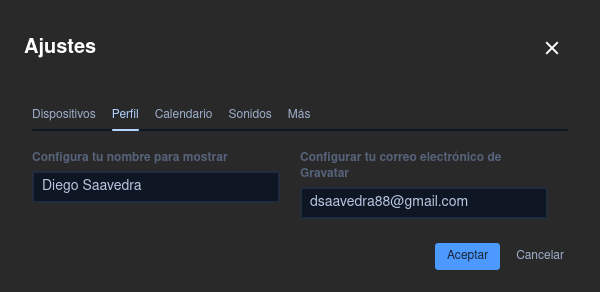 Ajustes
Dispositivos Perfil Calendario Sonidos Más
Configura tu nombre para mostrar
Diego Saavedra
Configurar tu correo electrónico de
Gravatar
dsaavedra88@gmail.com
Aceptar Cancelar